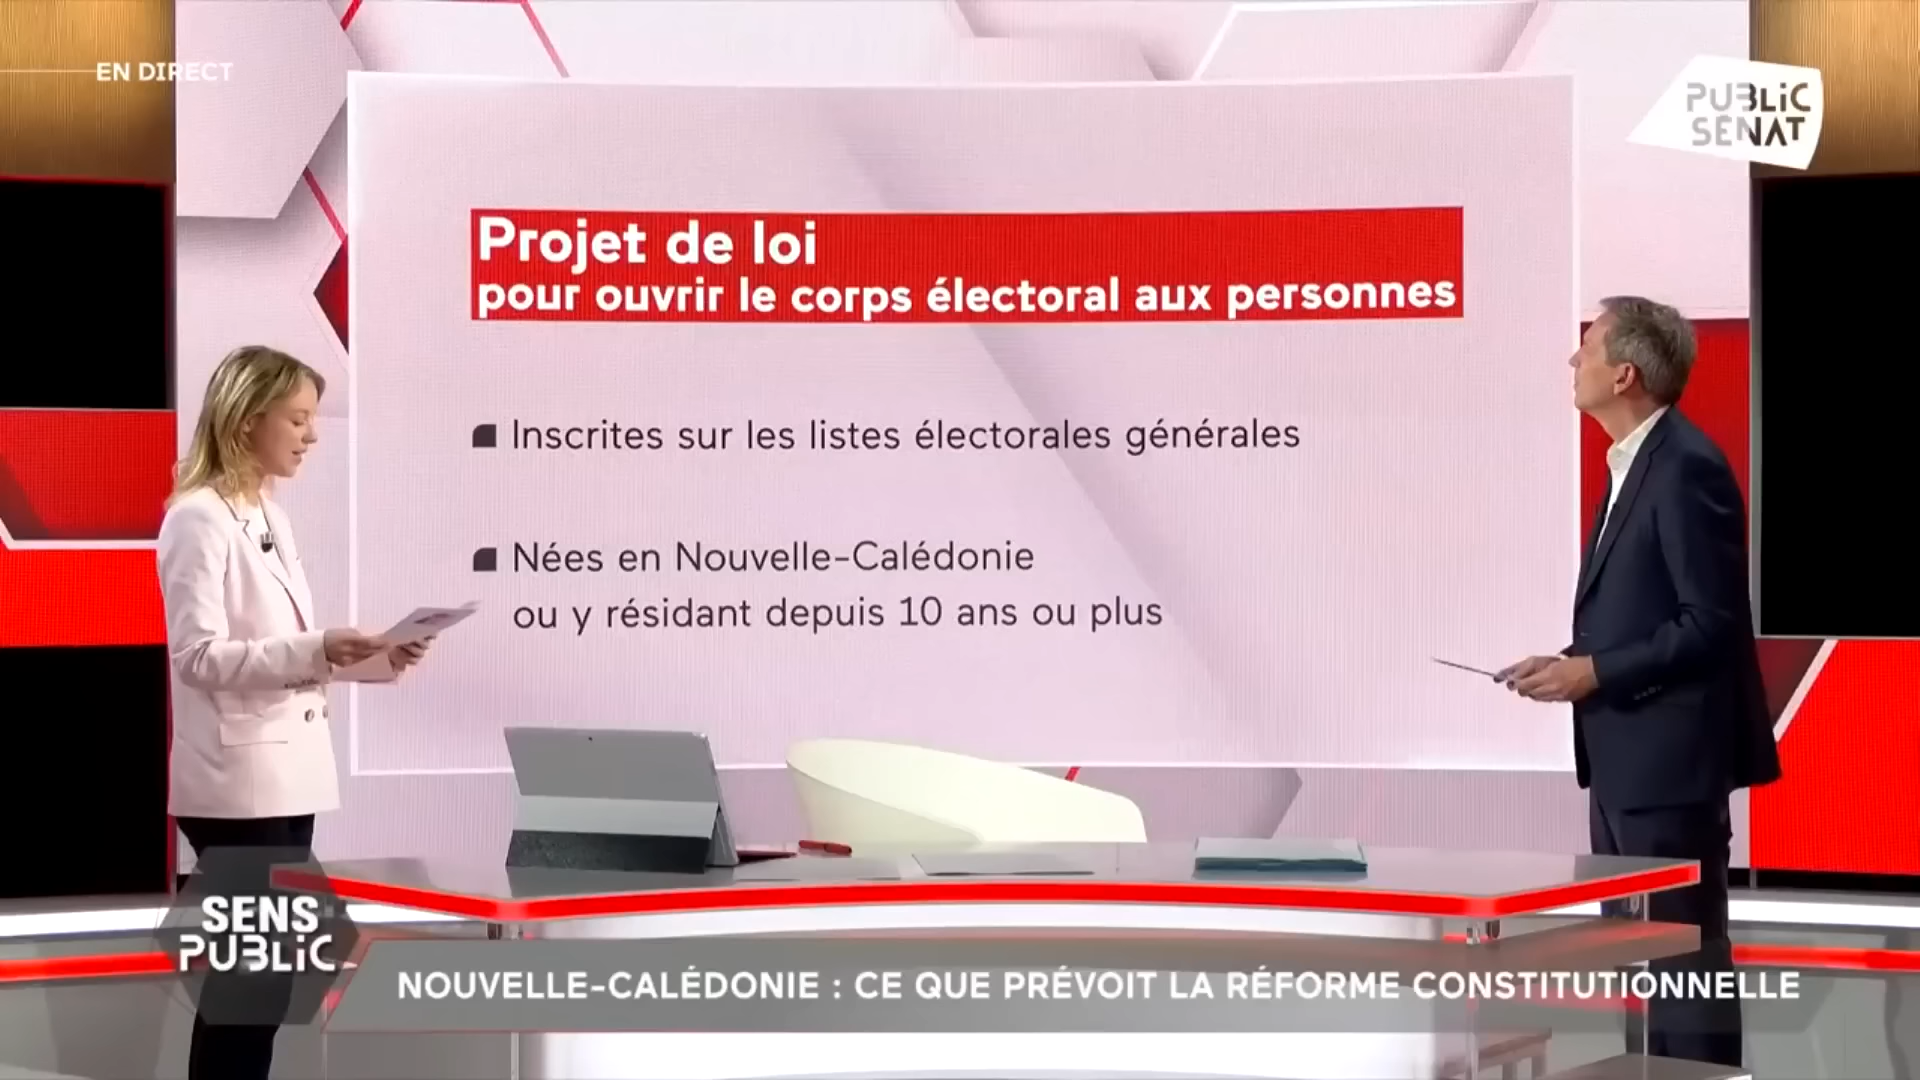 EN DIRECT
PUBLiC
SÉNAT
Projet de loi
pour ouvrir le corps électoral aux personnes
Inscrites sur les listes électorales générales
Nées en Nouvelle-Calédonie
ou y résidant depuis 10 ans ou plus
SENS
PUBLiC
NOUVELLE-CALÉDONIE : CE QUE PRÉVOIT LA RÉFORME CONSTITUTIONNELLE